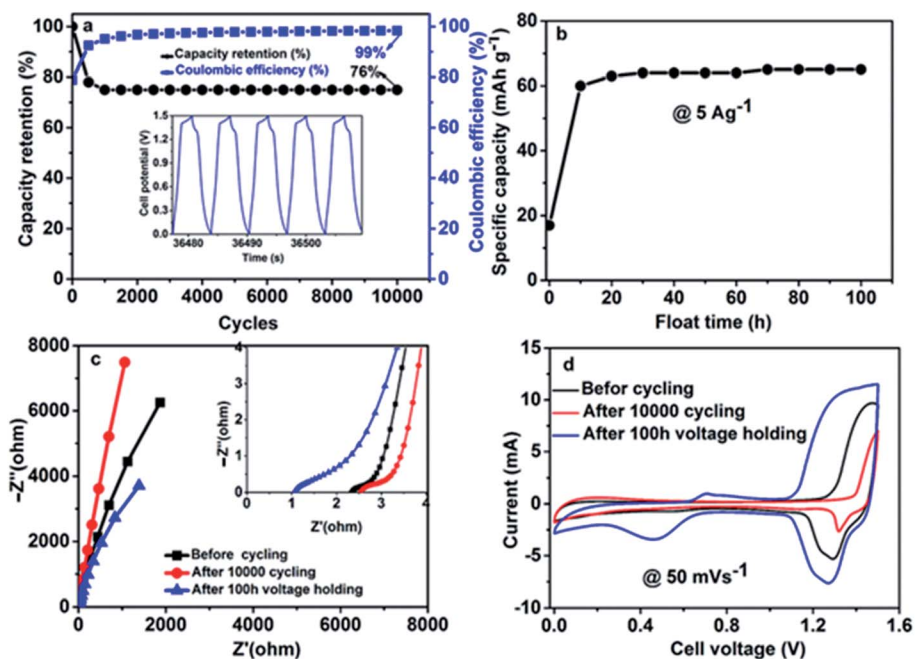 a
Capacity retention (%)
Coulombic efficiency (%)
99%
76%
Capacity retention (%)
100
80
60
40
20
0
Coulombic efficiency (%)
100
80
60
40
20
0
Cell potential (V)
1.5
1.2
0.9
0.6
0.3
0.0
36480 36490 36500
Time (s)
0 2000 4000 6000 8000 10000
Cycles
b
@ 5 Ag-1
Specific capacity (mAh g-1)
80
60
40
20
0
0 20 40 60 80 100
Float time (h)
c
−Z''(ohm)
8000
6000
4000
2000
0
−Z''(ohm)
4
3
2
1
0
0 1 2 3 4
Z'(ohm)
Before cycling
After 10000 cycling
After 100h voltage holding
0 2000 4000 6000 8000
Z'(ohm)
d
Befor cycling
After 10000 cycling
After 100h voltage holding
@ 50 mVs-1
Current (mA)
15
10
5
0
-5
-10
0.0 0.4 0.8 1.2 1.6
Cell voltage (V)